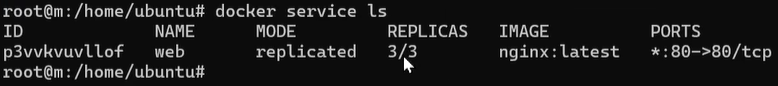 root@m:/home/ubuntu# docker service ls
ID NAME MODE REPLICAS IMAGE PORTS
p3vvkvuvllof web replicated 3/3 nginx:latest *:80->80/tcp
root@m:/home/ubuntu#